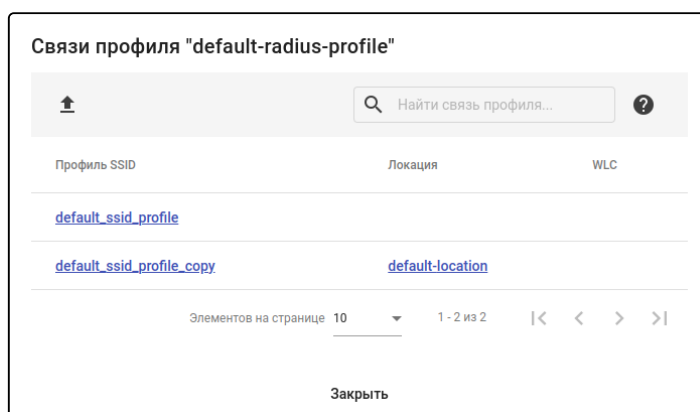 Связи профиля "default-radius-profile"
Найти связь профиля...
Профиль SSID Локация WLC
default_ssid_profile
default_ssid_profile_copy default-location
Элементов на странице 10 1 - 2 из 2
Закрыть